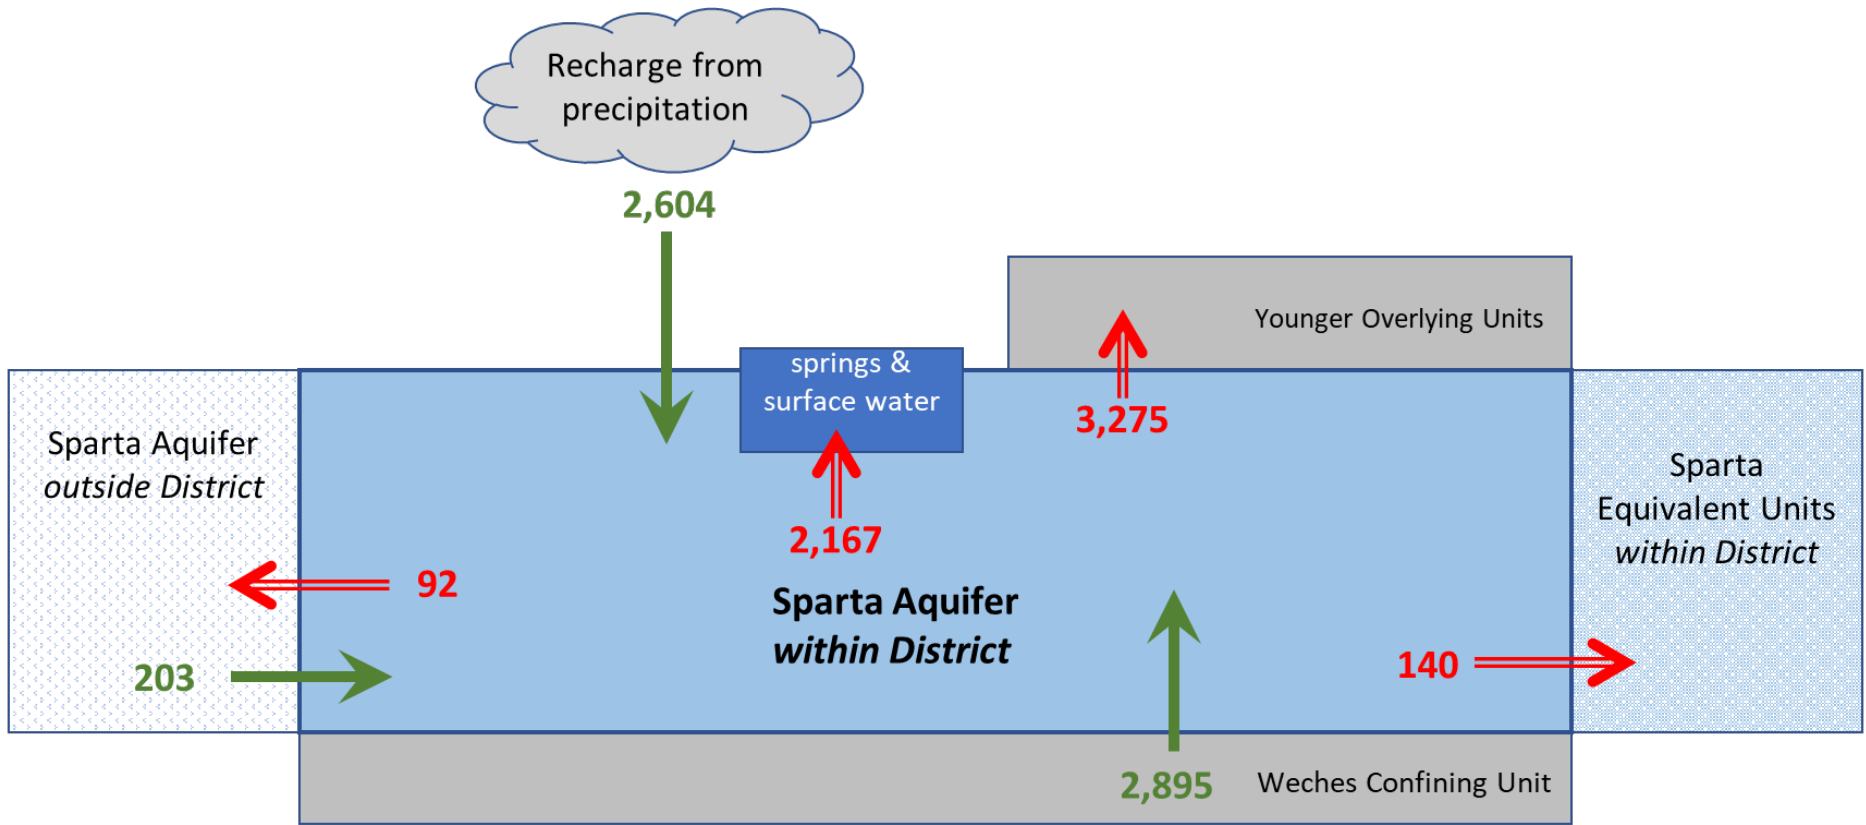 Recharge from
precipitation
2,604
Younger Overlying Units
springs &
surface water
3,275
Sparta Aquifer
outside District
Sparta
Equivalent Units
within District
2,167
92
Sparta Aquifer
within District
203
140
2,895
Weches Confining Unit